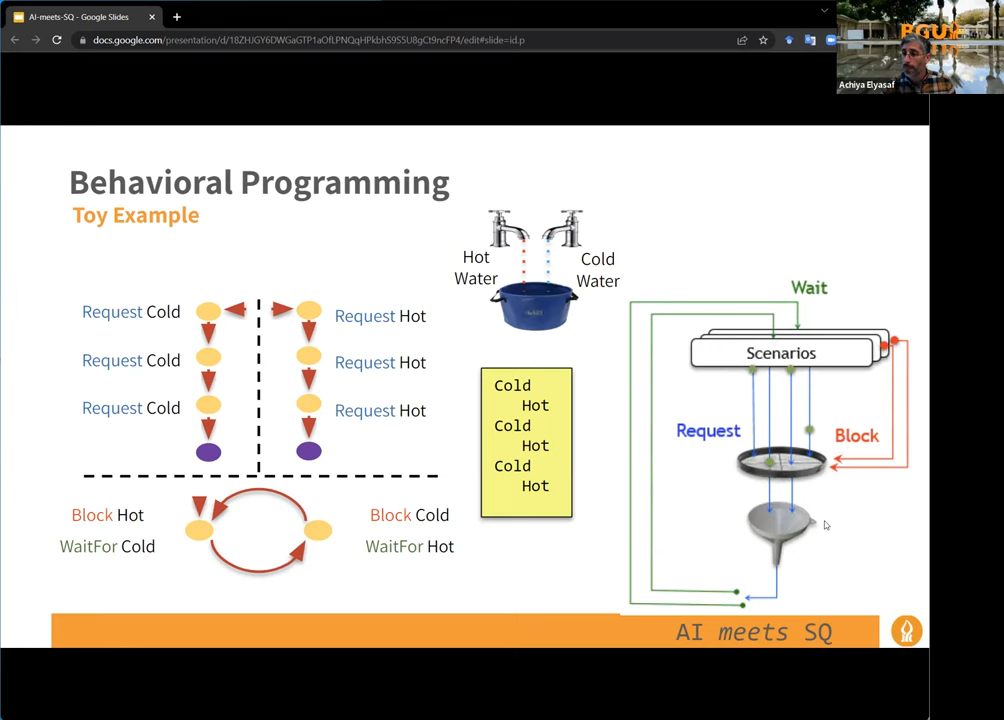 AI-meets-SQ - Google Slides
docs.google.com/presentation/d/18ZHJGY6DWGaGTP1aOfLPNQqHPkbhS9S5U8gCt9ncFP4/edit#slide=id.p
Achiya Elyasaf
Behavioral Programming
Toy Example
Hot
Water
Cold
Water
Request Cold
Request Hot
Request Cold
Request Hot
Request Cold
Request Hot
Block Hot
WaitFor Cold
Block Cold
WaitFor Hot
Cold
Hot
Cold
Hot
Cold
Hot
Wait
Scenarios
Request
Block
AI meets SQ